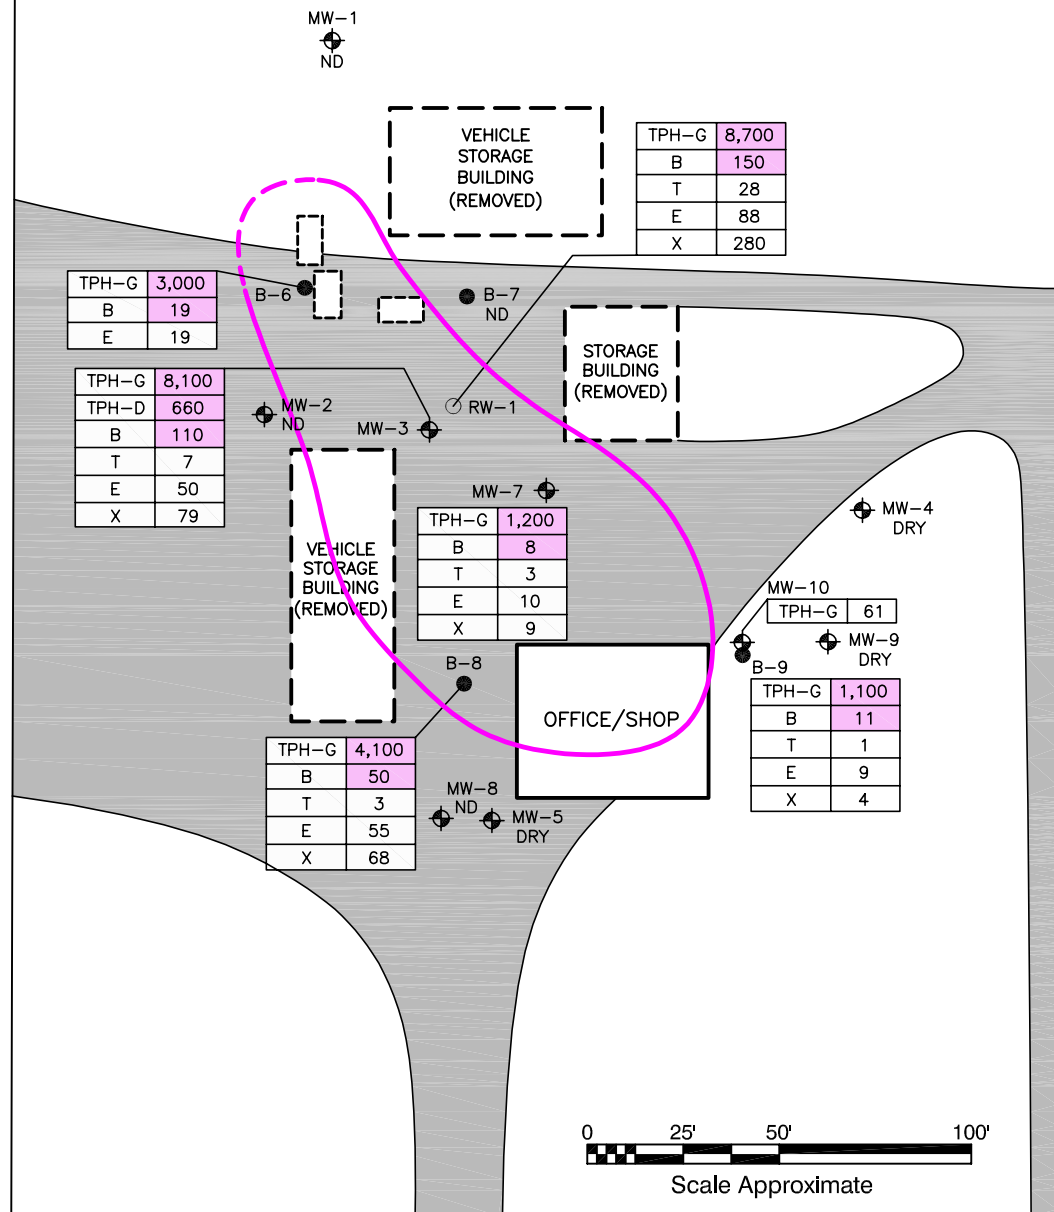 MW-1
ND
VEHICLE
STORAGE
BUILDING
(REMOVED)
TPH-G 8,700
B 150
T 28
E 88
X 280
TPH-G 3,000
B 19
E 19
B-6
B-7
ND
STORAGE
BUILDING
(REMOVED)
TPH-G 8,100
TPH-D 660
B 110
T 7
E 50
X 79
MW-2
ND
MW-3
RW-1
MW-7
TPH-G 1,200
B 8
T 3
E 10
X 9
MW-4
DRY
VEHICLE
STORAGE
BUILDING
(REMOVED)
MW-10
TPH-G 61
MW-9
DRY
B-9
TPH-G 1,100
B 11
T 1
E 9
X 4
B-8
OFFICE/SHOP
TPH-G 4,100
B 50
T 3
E 55
X 68
MW-8
ND
MW-5
DRY
0 25' 50' 100'
Scale Approximate